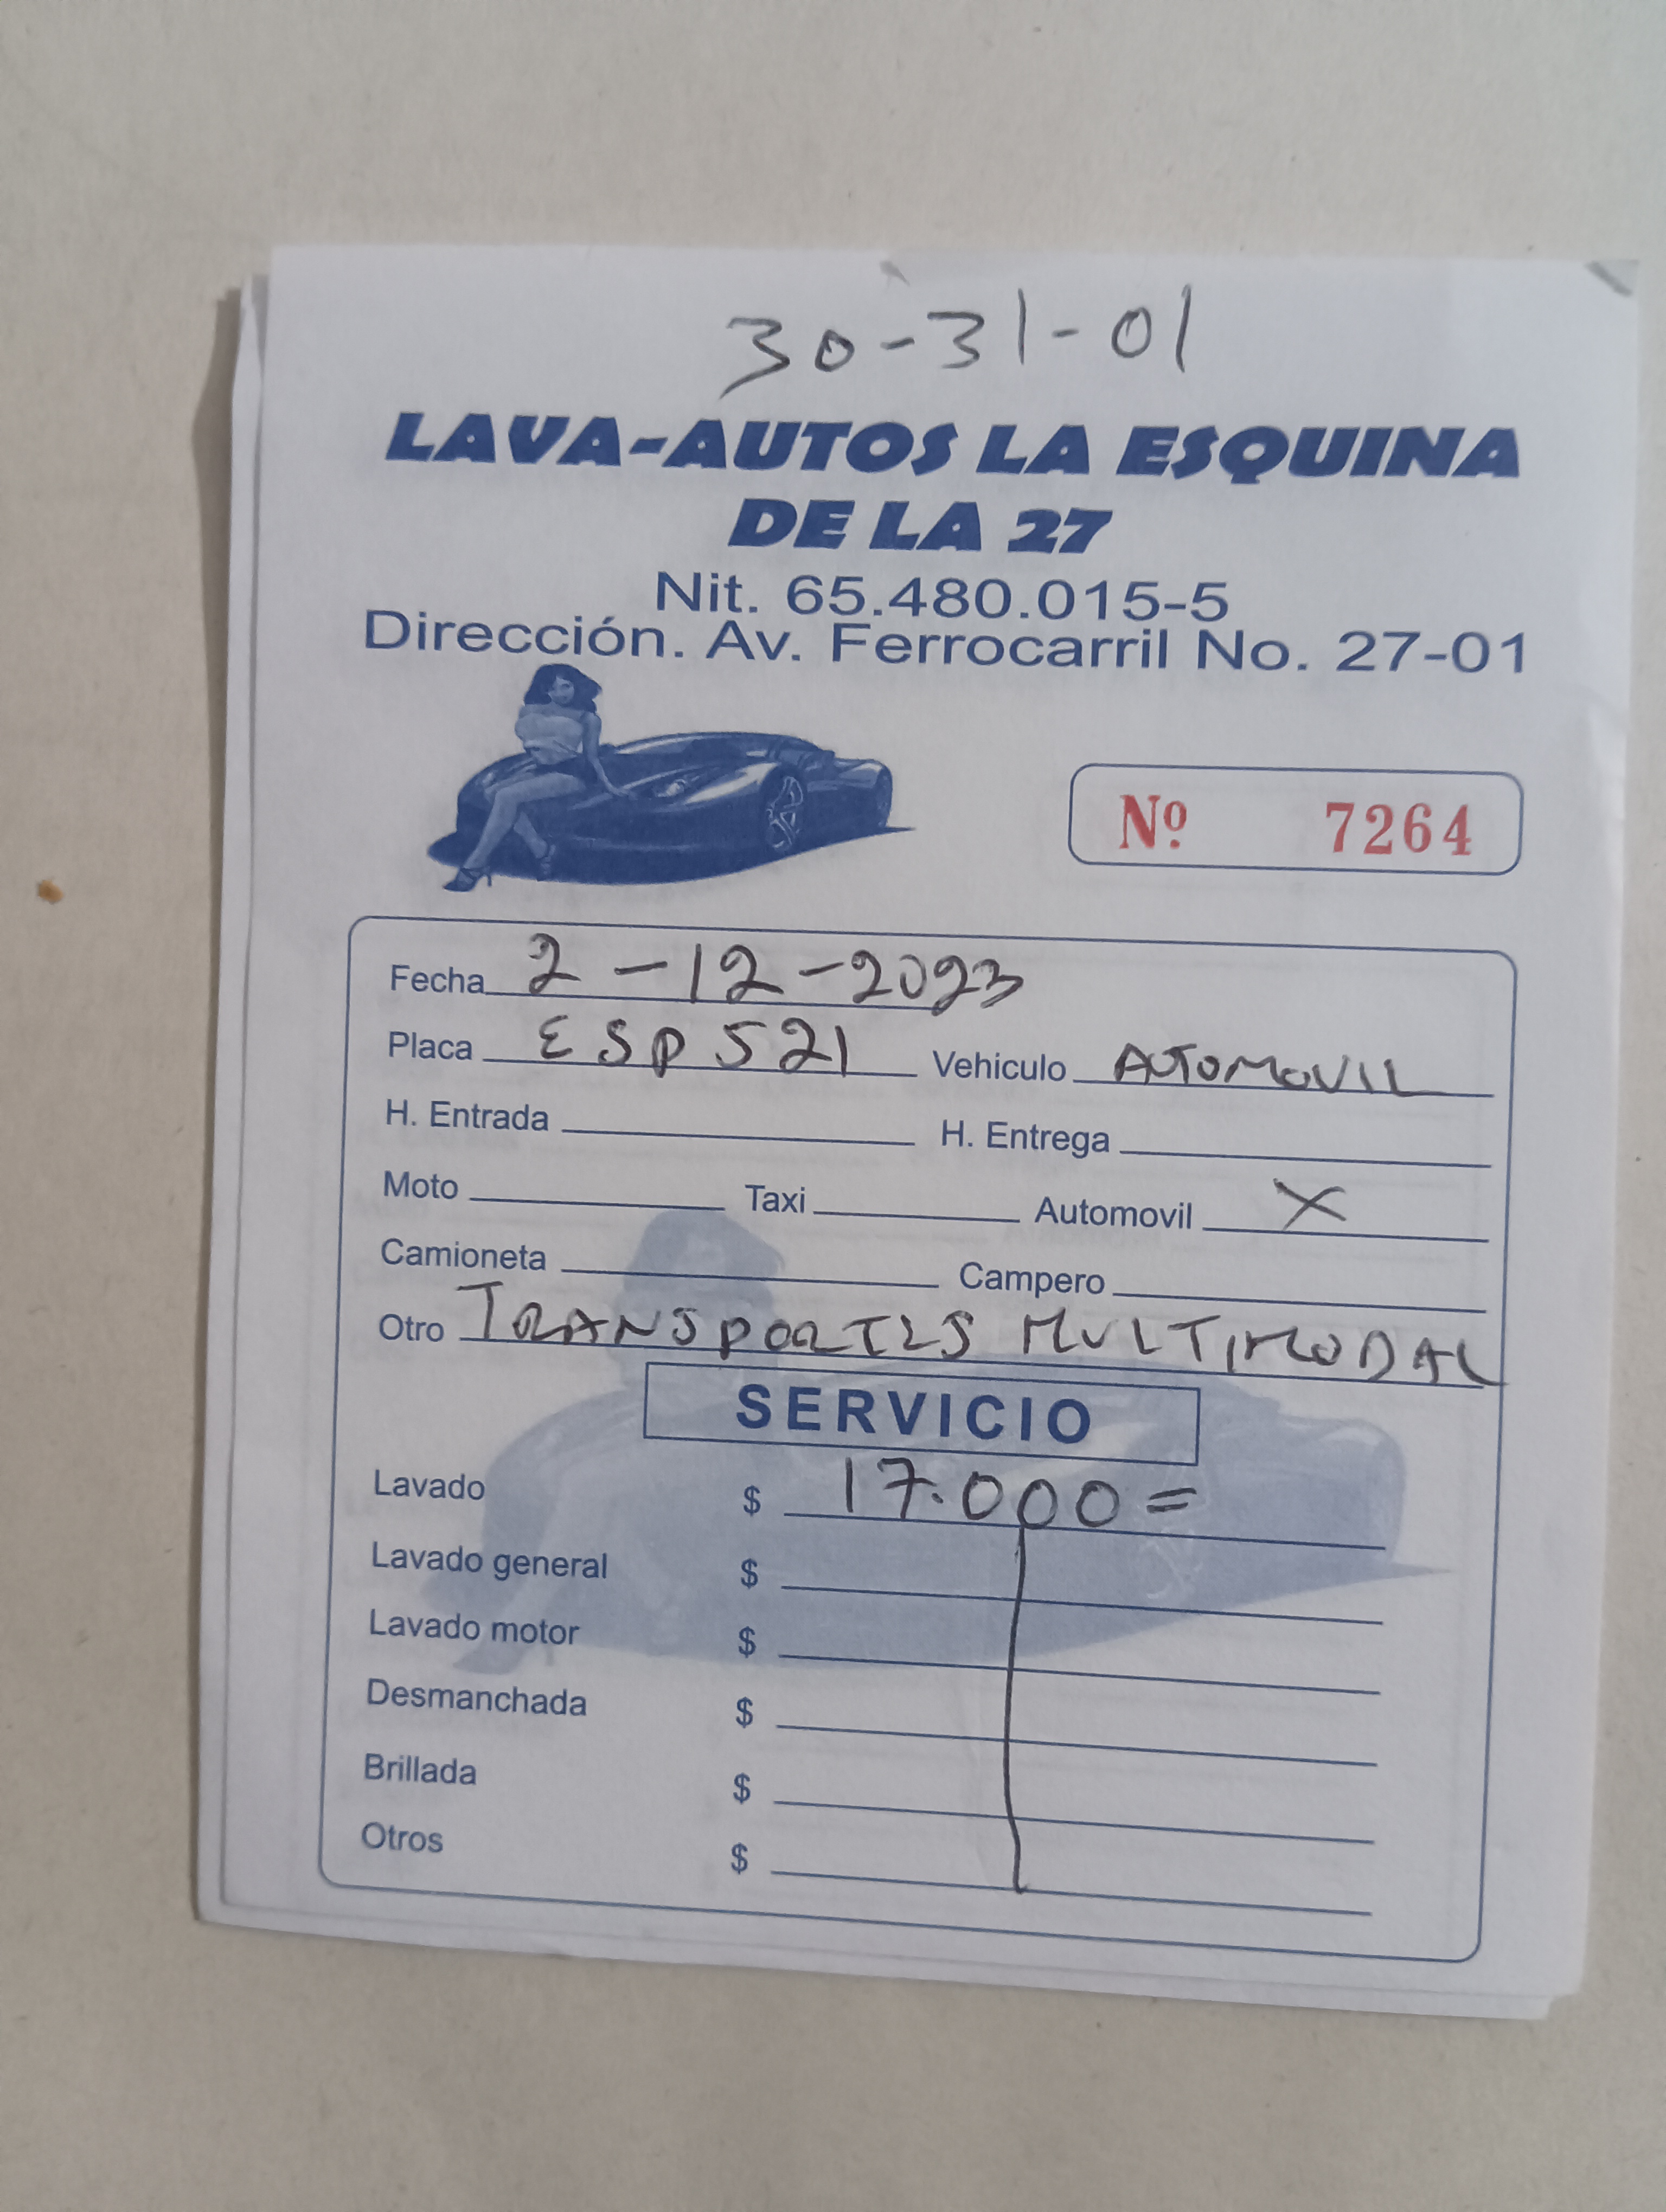 30-31-01
LAVA-AUTOS LA ESQUINA
DE LA 27
Nit. 65.480.015-5
Dirección. Av. Ferrocarril No. 27-01
Nº 7264
Fecha 2-12-2023
Placa ESP521 Vehiculo AUTOMOVIL
H. Entrada H. Entrega
Moto Taxi Automovil X
Camioneta Campero
Otro TRANSPORTES MULTIMODAL
SERVICIO
Lavado $ 17.000=
Lavado general $
Lavado motor $
Desmanchada $
Brillada $
Otros $